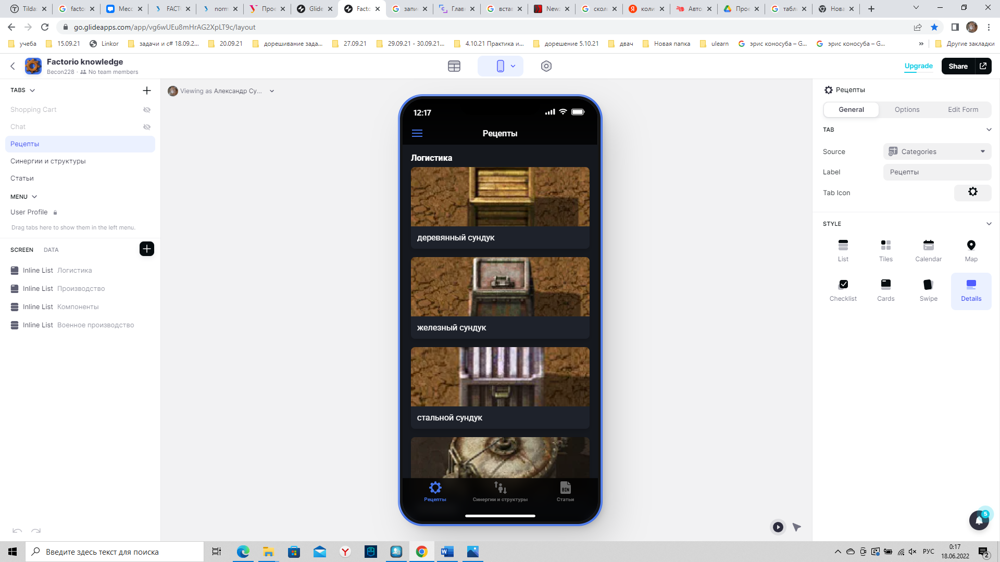 Tilda
facto
Месс
FACT
norm
Прое
Glide
Facto
запи
Главн
встав
New
скол
коли
Авто
Прое
табл
Нова
go.glideapps.com/app/vg6wUEu8mHrAG2XpLT9c/layout
учеба
15.09.21
Linkor
задачи и с# 18.09.2...
20.09.21
дорешивание зада...
27.09.21
29.09.21 - 30.09.21...
4.10.21 Практика и...
дорешение 5.10.21
двач
Новая папка
ulearn
эрис коносуба – G...
эрис коносуба – G...
»
Другие закладки
Factorio knowledge
Becon228 · No team members
Upgrade
Share
TABS
Shopping Cart
Chat
Рецепты
Синергии и структуры
Статьи
MENU
User Profile
Drag tabs here to show them in the left menu.
SCREEN DATA
Inline List Логистика
Inline List Производство
Inline List Компоненты
Inline List Военное производство
Viewing as Александр Су...
12:17
Рецепты
Логистика
деревянный сундук
железный сундук
стальной сундук
BIN
Рецепты
Синергии и структуры
Статьи
Рецепты
General Options Edit Form
TAB
Source Categories
Label Рецепты
Tab Icon
STYLE
List Tiles Calendar Map
Checklist Cards Swipe Details
5
Введите здесь текст для поиска
РУС
0:17
18.06.2022
2